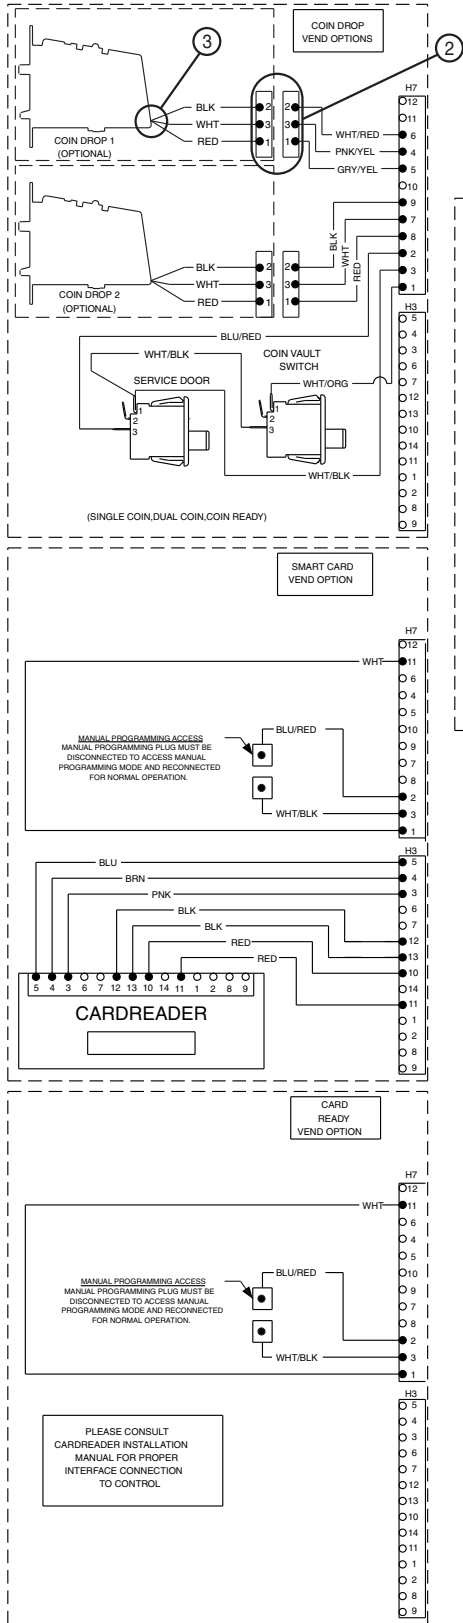 COIN DROP
VEND OPTIONS
3
2
H7
12
11
6
4
5
10
9
7
8
2
3
1
BLK
WHT
RED
2
3
1
2
3
1
WHT/RED
PNK/YEL
GRY/YEL
COIN DROP 1
(OPTIONAL)
BLK
WHT
RED
BLK
WHT
RED
2
3
1
2
3
1
COIN DROP 2
(OPTIONAL)
H3
5
4
3
6
7
12
13
10
14
11
1
2
8
9
BLU/RED
WHT/BLK
COIN VAULT
SWITCH
SERVICE DOOR
WHT/ORG
1
2
3
1
2
3
WHT/BLK
(SINGLE COIN,DUAL COIN,COIN READY)
SMART CARD
VEND OPTION
H7
12
11
6
4
5
10
9
7
8
2
3
1
WHT
MANUAL PROGRAMMING ACCESS
MANUAL PROGRAMMING PLUG MUST BE
DISCONNECTED TO ACCESS MANUAL
PROGRAMMING MODE AND RECONNECTED
FOR NORMAL OPERATION.
BLU/RED
WHT/BLK
H3
5
4
3
6
7
12
13
10
14
11
1
2
8
9
BLU
BRN
PNK
BLK
BLK
RED
RED
5 4 3 6 7 12 13 10 14 11 1 2 8 9
CARDREADER
CARD
READY
VEND OPTION
H7
12
11
6
4
5
10
9
7
8
2
3
1
WHT
MANUAL PROGRAMMING ACCESS
MANUAL PROGRAMMING PLUG MUST BE
DISCONNECTED TO ACCESS MANUAL
PROGRAMMING MODE AND RECONNECTED
FOR NORMAL OPERATION.
BLU/RED
WHT/BLK
H3
5
4
3
6
7
12
13
10
14
11
1
2
8
9
PLEASE CONSULT
CARDREADER INSTALLATION
MANUAL FOR PROPER
INTERFACE CONNECTION
TO CONTROL